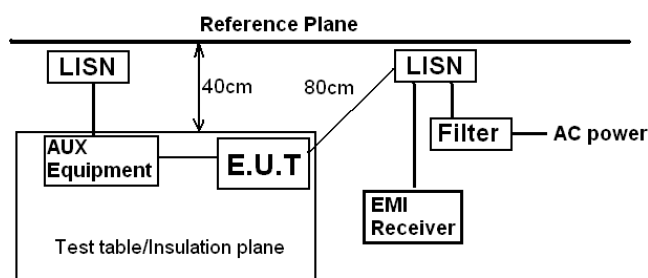 Reference Plane
LISN
40cm
80cm
LISN
AUX
Equipment
E.U.T
Filter
AC power
EMI
Receiver
Test table/Insulation plane